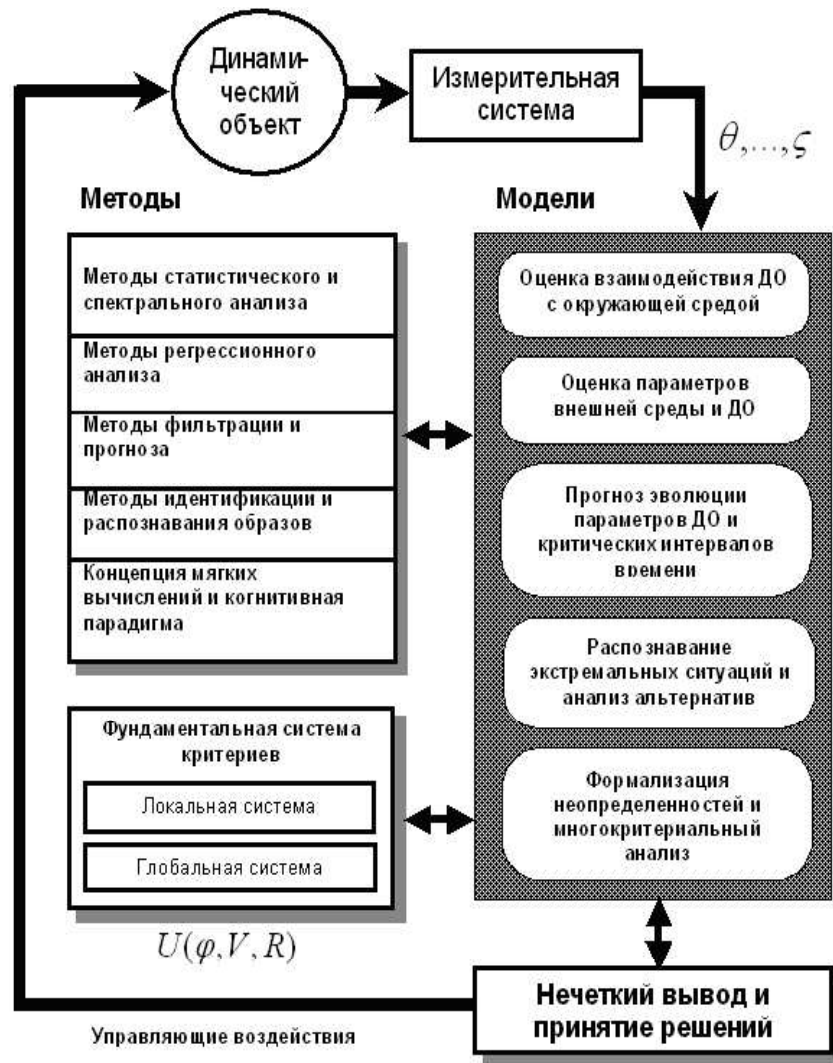 Динами-
ческий
объект
Измерительная
система
θ,...,ς
Методы
Модели
Методы статистического и
спектрального анализа
Методы регрессионного
анализа
Методы фильтрации и
прогноза
Методы идентификации и
распознавания образов
Концепция мягких
вычислений и когнитивная
парадигма
Оценка взаимодействия ДО
с окружающей средой
Оценка параметров
внешней среды и ДО
Прогноз эволюции
параметров ДО и
критических интервалов
времени
Распознавание
экстремальных ситуаций и
анализ альтернатив
Формализация
неопределенностей и
многокритериальный
анализ
Фундаментальная система
критериев
Локальная система
Глобальная система
U(φ,V,R)
Нечеткий вывод и
принятие решений
Управляющие воздействия